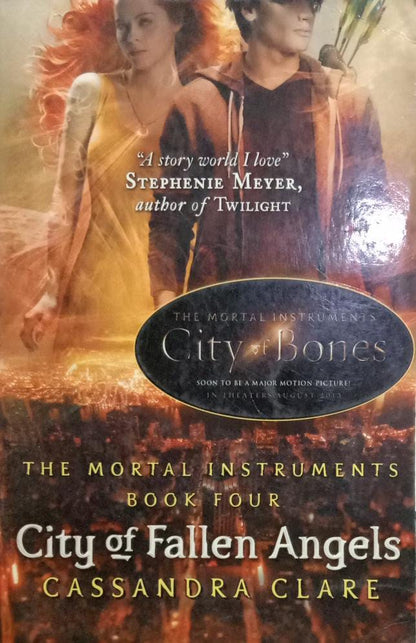 "A story world I love"
STEPHENIE MEYER,
author of TWILIGHT
THE MORTAL INSTRUMENTS
City of Bones
SOON TO BE A MAJOR MOTION PICTURE!
IN THEATERS AUGUST 2013
THE MORTAL INSTRUMENTS
BOOK FOUR
City of Fallen Angels
CASSANDRA CLARE